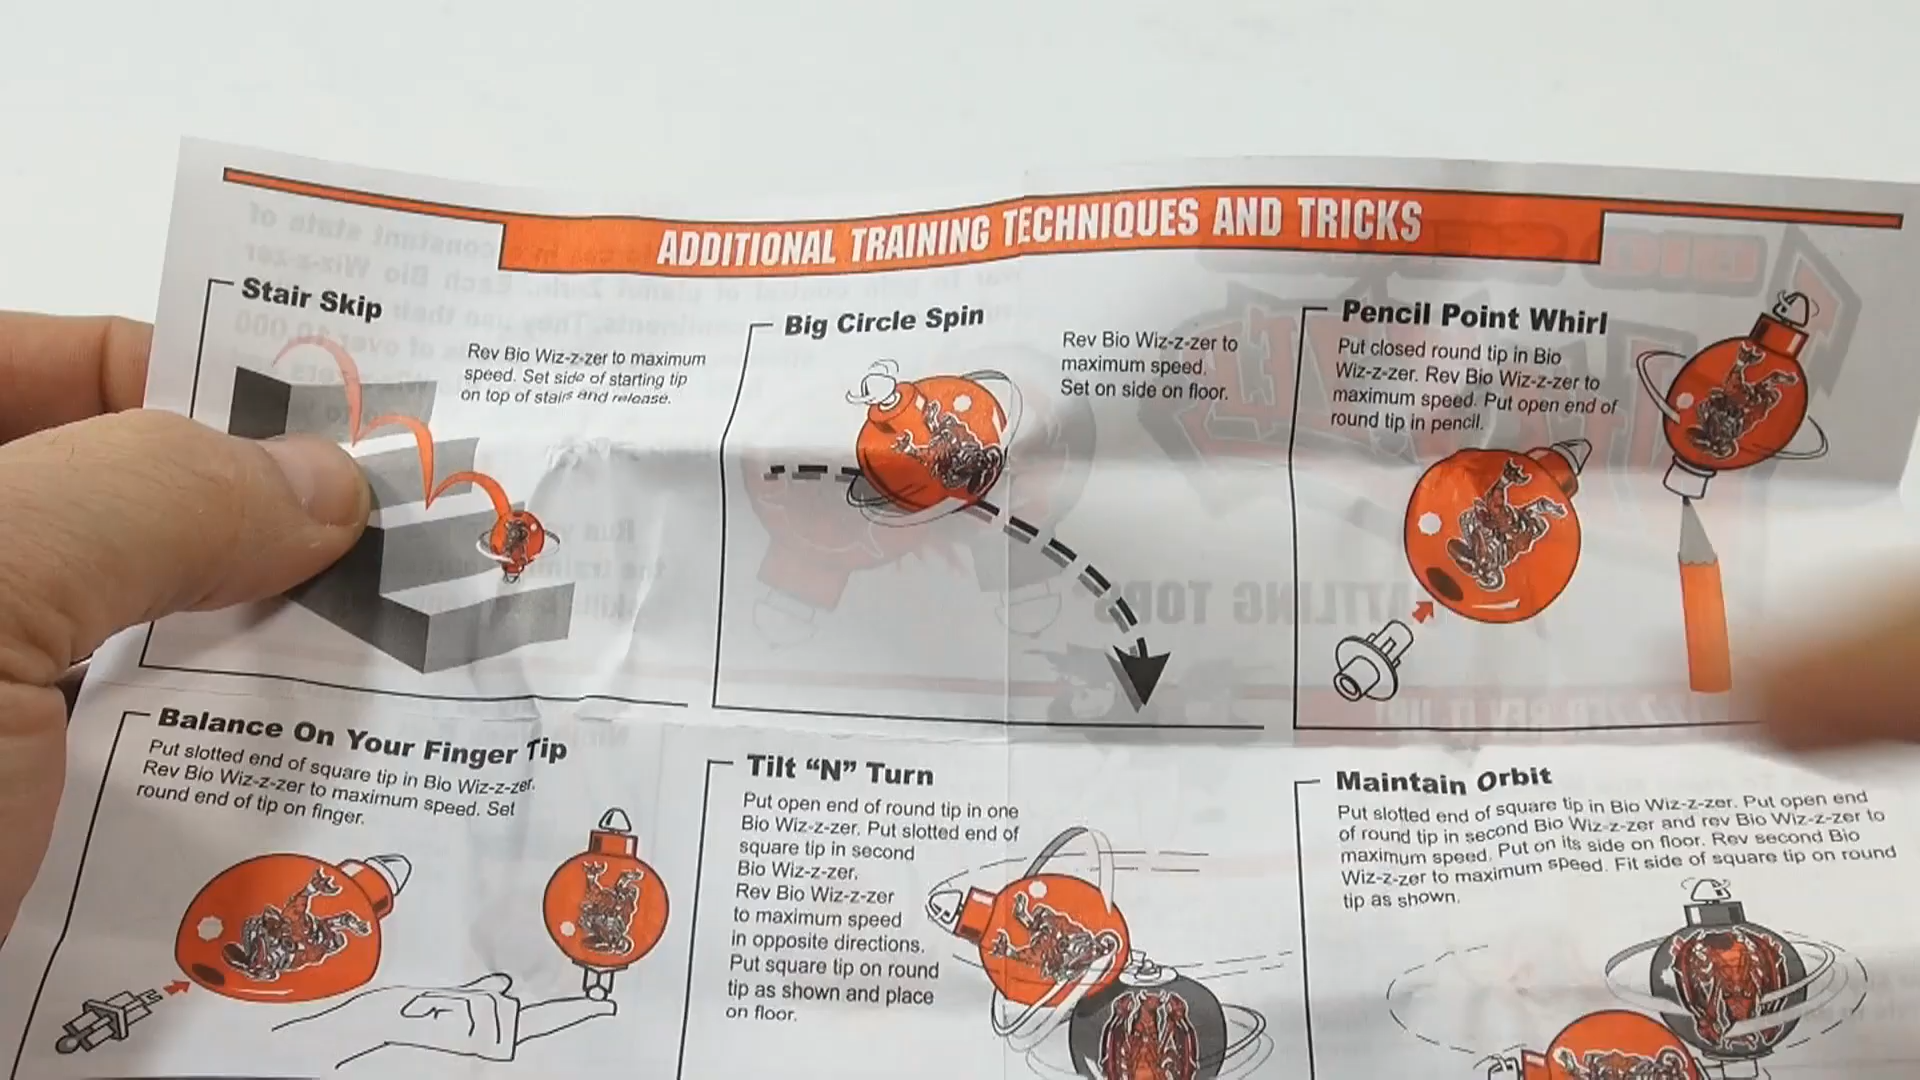 ADDITIONAL TRAINING TECHNIQUES AND TRICKS
Stair Skip
Rev Bio Wiz-z-zer to maximum
speed. Set side of starting tip
on top of stairs and release.
Big Circle Spin
Rev Bio Wiz-z-zer to
maximum speed.
Set on side on floor.
Pencil Point Whirl
Put closed round tip in Bio
Wiz-z-zer. Rev Bio Wiz-z-zer to
maximum speed. Put open end of
round tip in pencil.
Balance On Your Finger Tip
Put slotted end of square tip in Bio Wiz-z-zer.
Rev Bio Wiz-z-zer to maximum speed. Set
round end of tip on finger.
Tilt “N” Turn
Put open end of round tip in one
Bio Wiz-z-zer. Put slotted end of
square tip in second
Bio Wiz-z-zer.
Rev Bio Wiz-z-zer
to maximum speed
in opposite directions.
Put square tip on round
tip as shown and place
on floor.
Maintain Orbit
Put slotted end of square tip in Bio Wiz-z-zer. Put open end
of round tip in second Bio Wiz-z-zer and rev Bio Wiz-z-zer to
maximum speed. Put on its side on floor. Rev second Bio
Wiz-z-zer to maximum speed. Fit side of square tip on round
tip as shown.